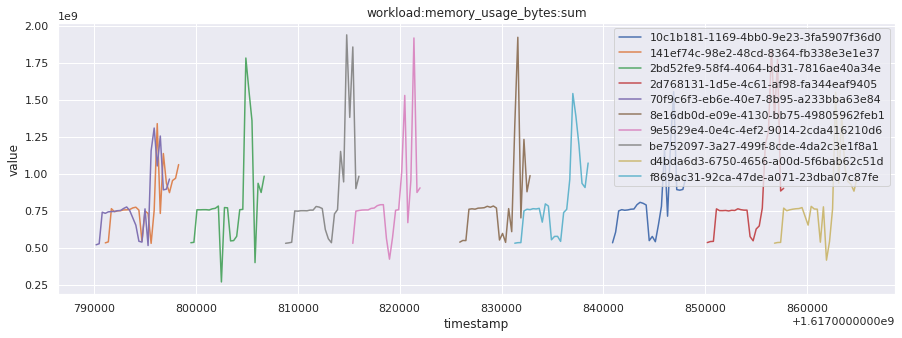 workload:memory_usage_bytes:sum
1e9
2.00
1.75
1.50
1.25
1.00
0.75
0.50
0.25
value
10c1b181-1169-4bb0-9e23-3fa5907f36d0
141ef74c-98e2-48cd-8364-fb338e3e1e37
2bd52fe9-58f4-4064-bd31-7816ae40a34e
2d768131-1d5e-4c61-af98-fa344eaf9405
70f9c6f3-eb6e-40e7-8b95-a233bba63e84
8e16db0d-e09e-4130-bb75-49805962feb1
9e5629e4-0e4c-4ef2-9014-2cda416210d6
be752097-3a27-499f-8cde-4da2c3e1f8a1
d4bda6d3-6750-4656-a00d-5f6bab62c51d
f869ac31-92ca-47de-a071-23dba07c87fe
790000 800000 810000 820000 830000 840000 850000 860000
timestamp
+1.6170000000e9